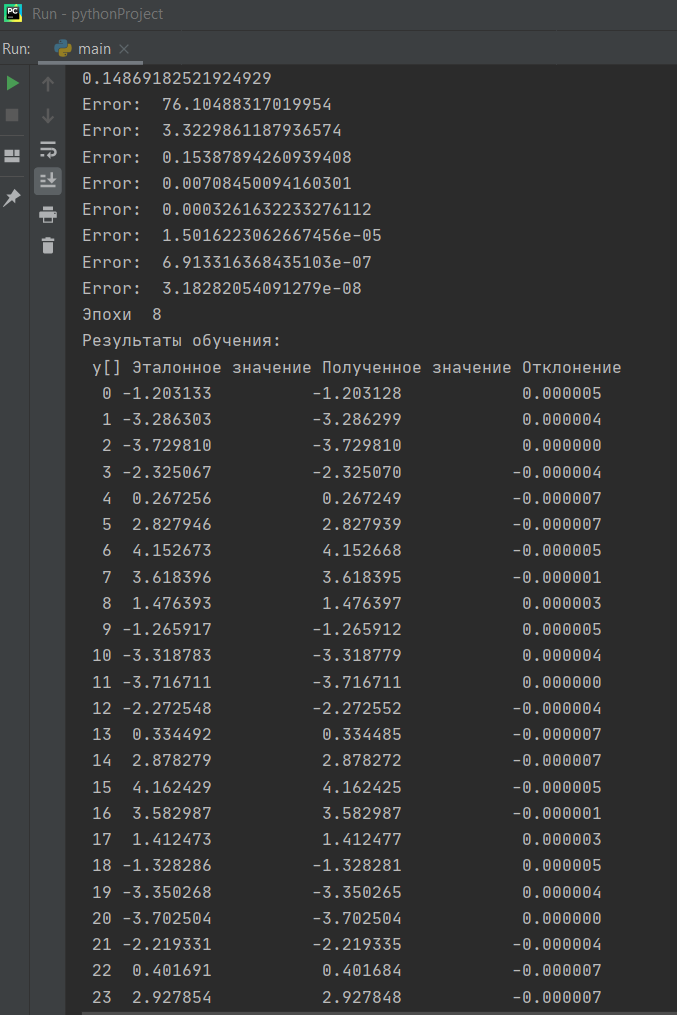 PC Run - pythonProject
Run: main
0.14869182521924929
Error: 76.10488317019954
Error: 3.3229861187936574
Error: 0.15387894260939408
Error: 0.00708450094160301
Error: 0.0003261632233276112
Error: 1.5016223062667456e-05
Error: 6.913316368435103e-07
Error: 3.18282054091279e-08
Эпохи 8
Результаты обучения:
y[] Эталонное значение Полученное значение Отклонение
0 -1.203133 -1.203128 0.000005
1 -3.286303 -3.286299 0.000004
2 -3.729810 -3.729810 0.000000
3 -2.325067 -2.325070 -0.000004
4 0.267256 0.267249 -0.000007
5 2.827946 2.827939 -0.000007
6 4.152673 4.152668 -0.000005
7 3.618396 3.618395 -0.000001
8 1.476393 1.476397 0.000003
9 -1.265917 -1.265912 0.000005
10 -3.318783 -3.318779 0.000004
11 -3.716711 -3.716711 0.000000
12 -2.272548 -2.272552 -0.000004
13 0.334492 0.334485 -0.000007
14 2.878279 2.878272 -0.000007
15 4.162429 4.162425 -0.000005
16 3.582987 3.582987 -0.000001
17 1.412473 1.412477 0.000003
18 -1.328286 -1.328281 0.000005
19 -3.350268 -3.350265 0.000004
20 -3.702504 -3.702504 0.000000
21 -2.219331 -2.219335 -0.000004
22 0.401691 0.401684 -0.000007
23 2.927854 2.927848 -0.000007